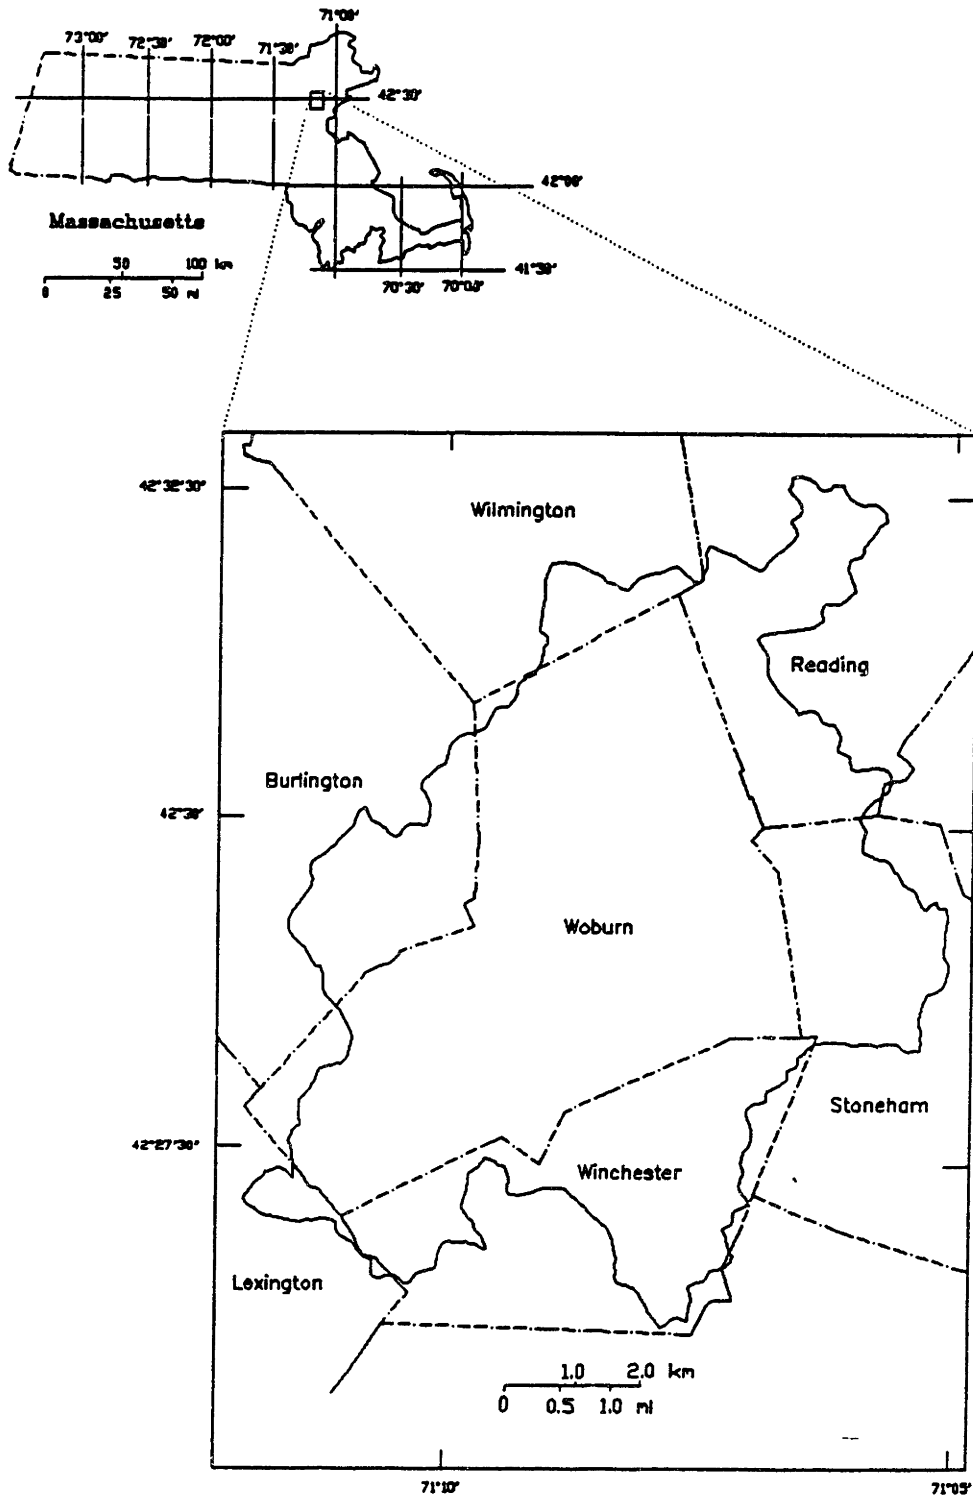 71°00'
73°00' 72°30' 72°00' 71°30'
42°30'
42°00'
Massachusetts
50 100 km
0 25 50 mi
41°30'
70°30' 70°00'
42°32'30"
Wilmington
Reading
Burlington
42°30'
Woburn
Stoneham
42°27'30"
Winchester
Lexington
1.0 2.0 km
0 0.5 1.0 mi
71°10' 71°05'